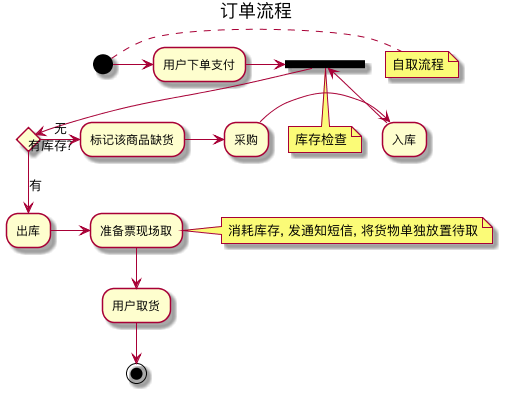 订单流程
用户下单支付
自取流程
无
有库存?
标记该商品缺货
采购
库存检查
入库
有
出库
准备票现场取
消耗库存, 发通知短信, 将货物单独放置待取
用户取货